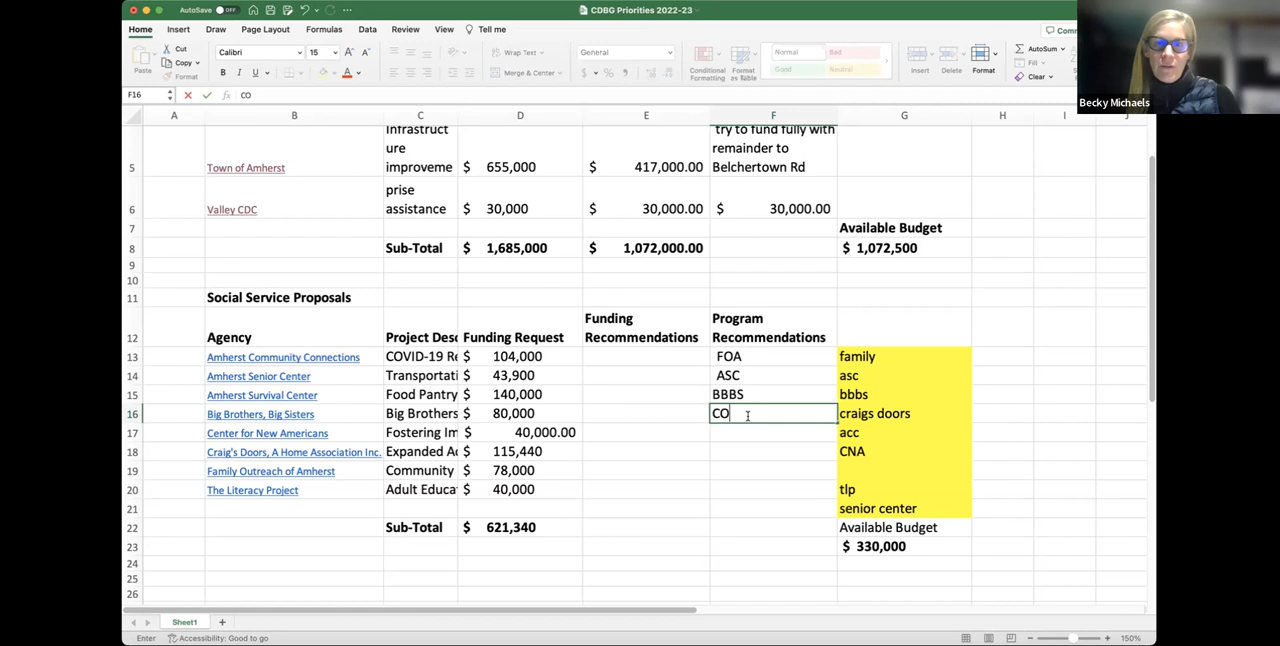 AutoSave OFF CDBG Priorities 2022-23
Home Insert Draw Page Layout Formulas Data Review View Tell me Comm
Paste Cut Copy Format Calibri 15 Wrap Text Merge & Center General Conditional Formatting Format as Table Normal Bad Good Neutral Insert Delete Format AutoSum Fill Clear
Becky Michaels
F16 fx CO
A B C D E F G H I J
Infrastruct try to fund fully with
ure remainder to
5 Town of Amherst improveme $ 655,000 $ 417,000.00 Belchertown Rd
prise
6 Valley CDC assistance $ 30,000 $ 30,000.00 $ 30,000.00
7 Available Budget
8 Sub-Total $ 1,685,000 $ 1,072,000.00 $ 1,072,500
9
10
11 Social Service Proposals
Funding Program
12 Agency Project Desc Funding Request Recommendations Recommendations
13 Amherst Community Connections COVID-19 Re $ 104,000 FOA family
14 Amherst Senior Center Transportati $ 43,900 ASC asc
15 Amherst Survival Center Food Pantry $ 140,000 BBBS bbbs
16 Big Brothers, Big Sisters Big Brothers $ 80,000 CO craigs doors
17 Center for New Americans Fostering Im $ 40,000.00 acc
18 Craig's Doors, A Home Association Inc. Expanded Ac $ 115,440 CNA
19 Family Outreach of Amherst Community $ 78,000
20 The Literacy Project Adult Educa $ 40,000 tlp
21 senior center
22 Sub-Total $ 621,340 Available Budget
23 $ 330,000
24
25
26
Sheet1 +
Enter Accessibility: Good to go 150%